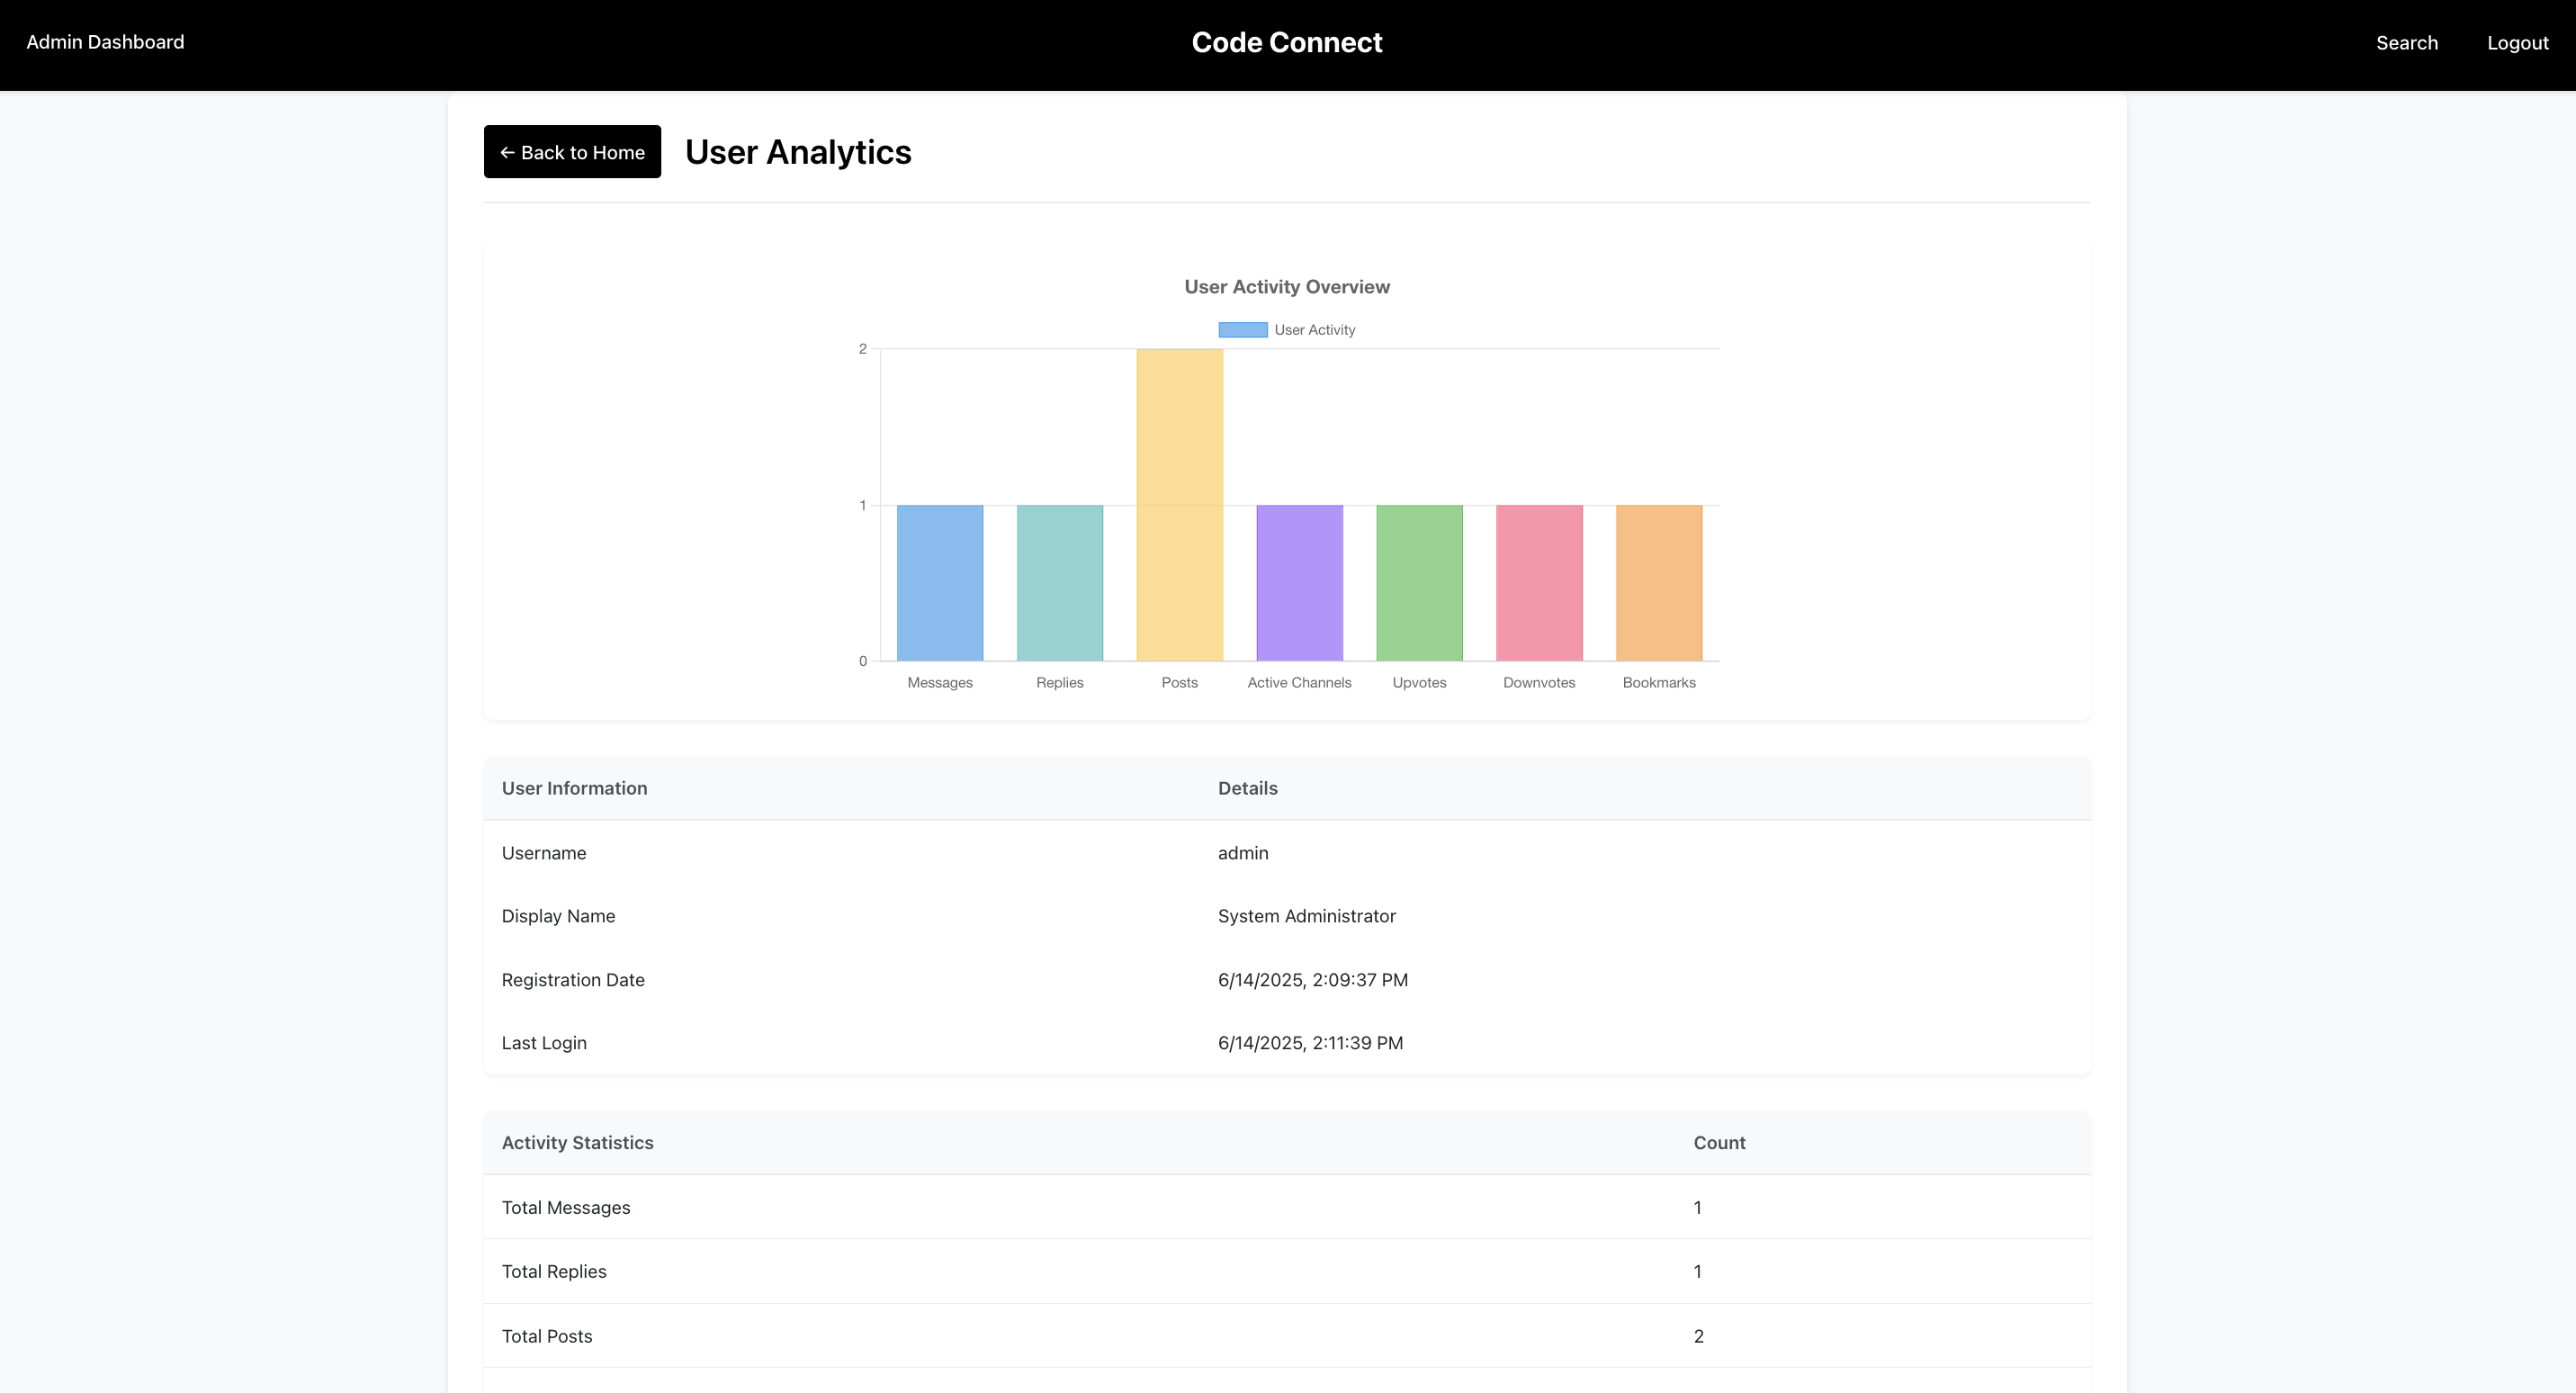 Admin Dashboard
Code Connect
Search
Logout
← Back to Home
User Analytics
User Activity Overview
User Activity
2
1
0
Messages
Replies
Posts
Active Channels
Upvotes
Downvotes
Bookmarks
User Information Details
Username admin
Display Name System Administrator
Registration Date 6/14/2025, 2:09:37 PM
Last Login 6/14/2025, 2:11:39 PM
Activity Statistics Count
Total Messages 1
Total Replies 1
Total Posts 2